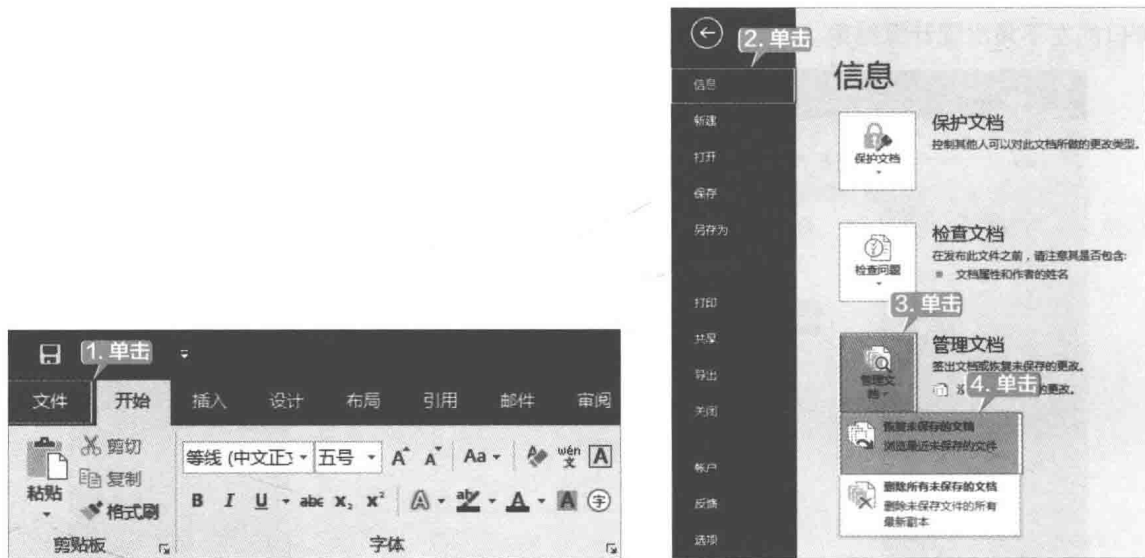 1. 单击
文件 开始 插入 设计 布局 引用 邮件 审阅
粘贴
剪切
复制
格式刷
剪贴板
等线 (中文正 五号 A A Aa wén 文 A
B I U abc X₂ X² A aby A A 字
字体
2. 单击
信息
新建
打开
保存
另存为
打印
共享
导出
关闭
帐户
反馈
选项
信息
保护文档
保护文档
控制其他人可以对此文档所做的更改类型。
检查问题
检查文档
在发布此文件之前，请注意其是否包含:
文档属性和作者的姓名
3. 单击
管理文档
管理文档
签出文档或恢复未保存的更改。
4. 单击
的更改。
恢复未保存的文档
浏览最近未保存的文件
删除所有未保存的文档
删除未保存文件的所有
最新副本